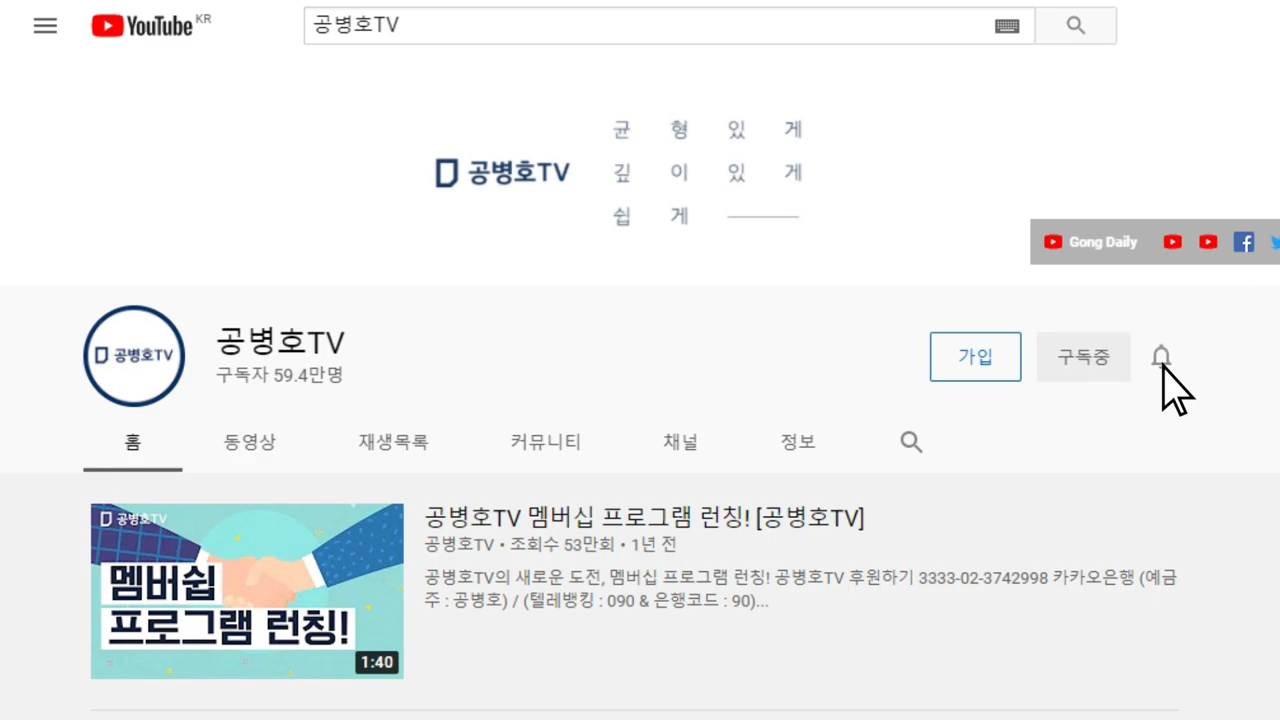 YouTube KR
공병호TV
균 형 있 게
공병호TV
깊 이 있 게
쉽 게
Gong Daily
공병호TV
공병호TV
구독자 59.4만명
가입
구독중
홈
동영상
재생목록
커뮤니티
채널
정보
공병호TV
멤버쉽
프로그램 런칭!
1:40
공병호TV 멤버십 프로그램 런칭! [공병호TV]
공병호TV • 조회수 53만회 • 1년 전
공병호TV의 새로운 도전, 멤버십 프로그램 런칭! 공병호TV 후원하기 3333-02-3742998 카카오은행 (예금
주 : 공병호) / (텔레뱅킹 : 090 & 은행코드 : 90)...